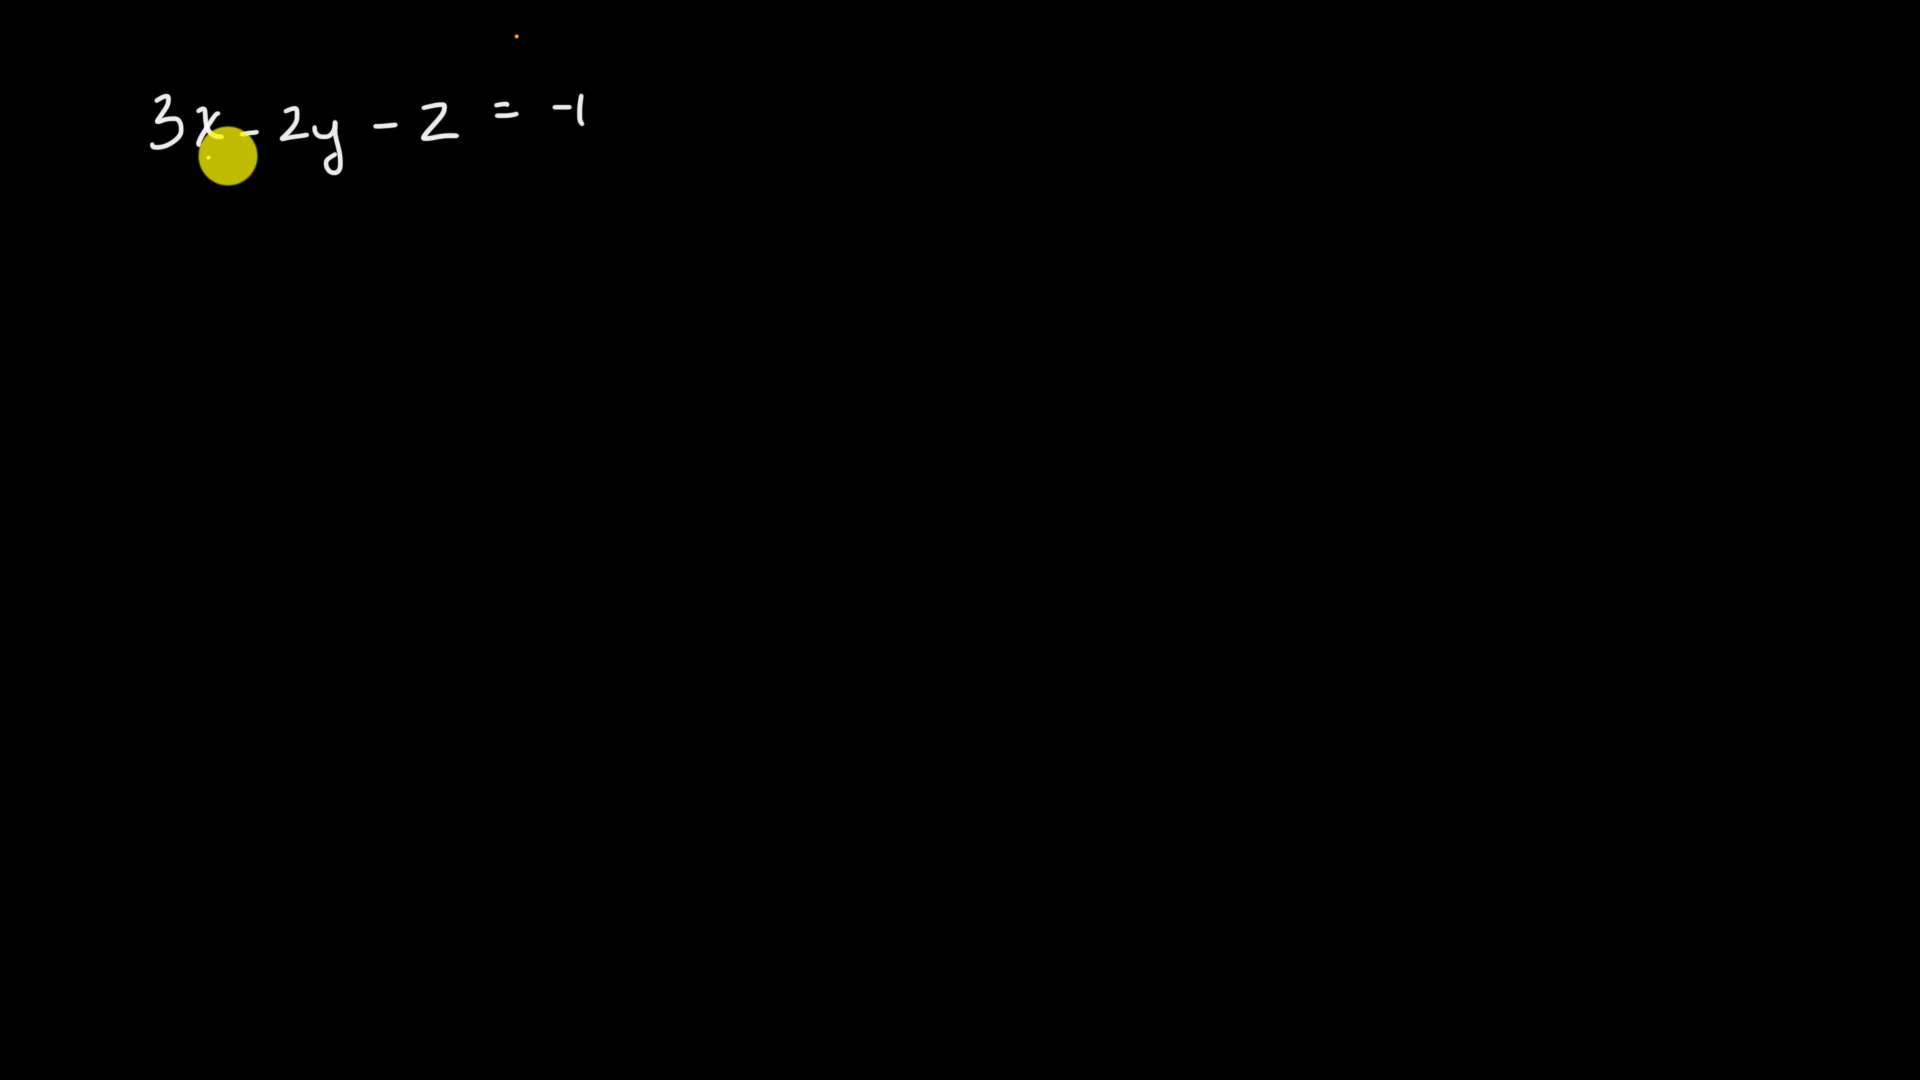 3x - 2y - z = -1